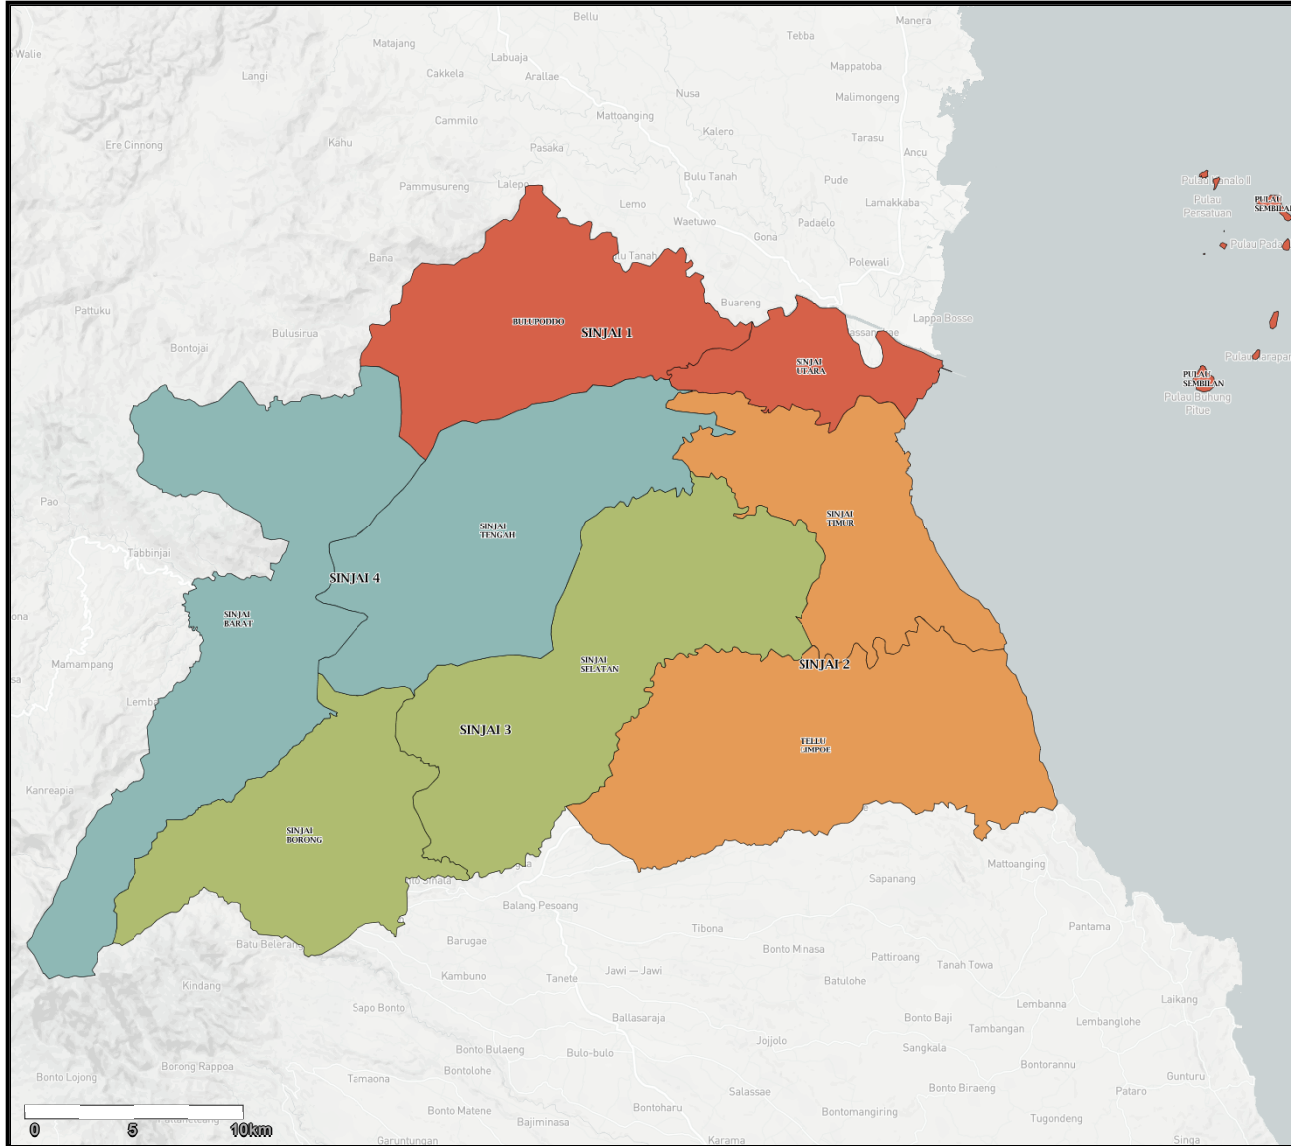 Bellu
Manera
Tebba
Matajang
Walie
Labuaja
Cakkela
Arallae
Langi
Mappatoba
Nusa
Malimongeng
Mattoanging
Cammilo
Kalero
Tarasu
Ere Cinnong
Kahu
Pasaka
Ancu
Bulu Tanah
Pude
Pammusureng
Lalepo
Lemo
Lamakkaba
Pulau
Persatuan
PULAU
SEMBILAN
Waetuwo
Padaelo
Gona
Bana
Polewali
Pattuku
Buareng
BULUPODDO
SINJAI 1
Lappa Bosse
Bulusirua
Bontojai
SINJAI
UTARA
PULAU
SEMBILAN
Pulau Buhung
Pitue
Pao
SINJAI
TENGAH
SINJAI
TIMUR
Tabbinjai
SINJAI 4
SINJAI
BARAT
Mamampang
SINJAI
SELATAN
SINJAI 2
SINJAI 3
TELLU
LIMPOE
Kanreapia
SINJAI
BORONG
Mattoanging
Sapanang
Balang Pesoang
Tibona
Pantama
Barugae
Bonto Minasa
Pattiroang
Tanah Towa
Kindang
Kambuno
Tanete
Jawi — Jawi
Batulohe
Laikang
Sapo Bonto
Lembanna
Ballasaraja
Bonto Baji
Tambangan
Lembanglohe
Jojjolo
Sangkala
Bonto Bulaeng
Bulo-bulo
Bontorannu
Borong Rappoa
Bontolohe
Bonto Lojong
Tamaona
Salassae
Bonto Biraeng
Pataro
Gunturu
Bonto Matene
Bontoharu
Bontomangiring
Tugondeng
Bajiminasa
Garuntungan
Karama
Singa
0 5 10km